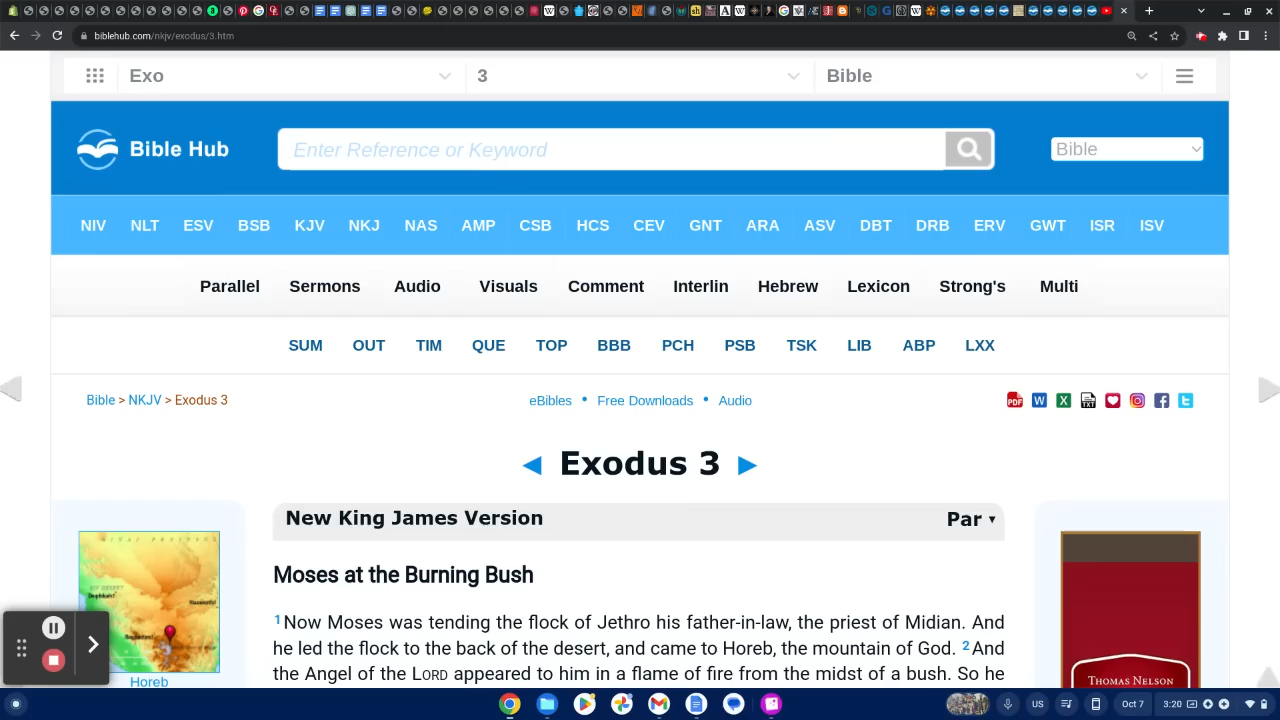 biblehub.com/nkjv/exodus/3.htm
Exo 3 Bible
Bible Hub Enter Reference or Keyword Bible
NIV NLT ESV BSB KJV NKJ NAS AMP CSB HCS CEV GNT ARA ASV DBT DRB ERV GWT ISR ISV
Parallel Sermons Audio Visuals Comment Interlin Hebrew Lexicon Strong's Multi
SUM OUT TIM QUE TOP BBB PCH PSB TSK LIB ABP LXX
Bible > NKJV > Exodus 3 eBibles • Free Downloads • Audio
◄ Exodus 3 ►
New King James Version Par ▾
Moses at the Burning Bush
1Now Moses was tending the flock of Jethro his father-in-law, the priest of Midian. And
he led the flock to the back of the desert, and came to Horeb, the mountain of God. 2And
the Angel of the LORD appeared to him in a flame of fire from the midst of a bush. So he
Horeb
THOMAS NELSON
US Oct 7 3:20